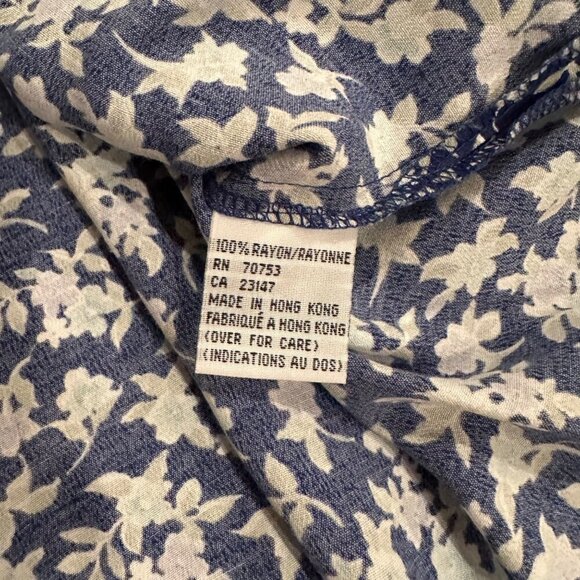 100% RAYON/RAYONNE
RN 70753
CA 23147
MADE IN HONG KONG
FABRIQUÉ A HONG KONG
(OVER FOR CARE)
(INDICATIONS AU DOS)